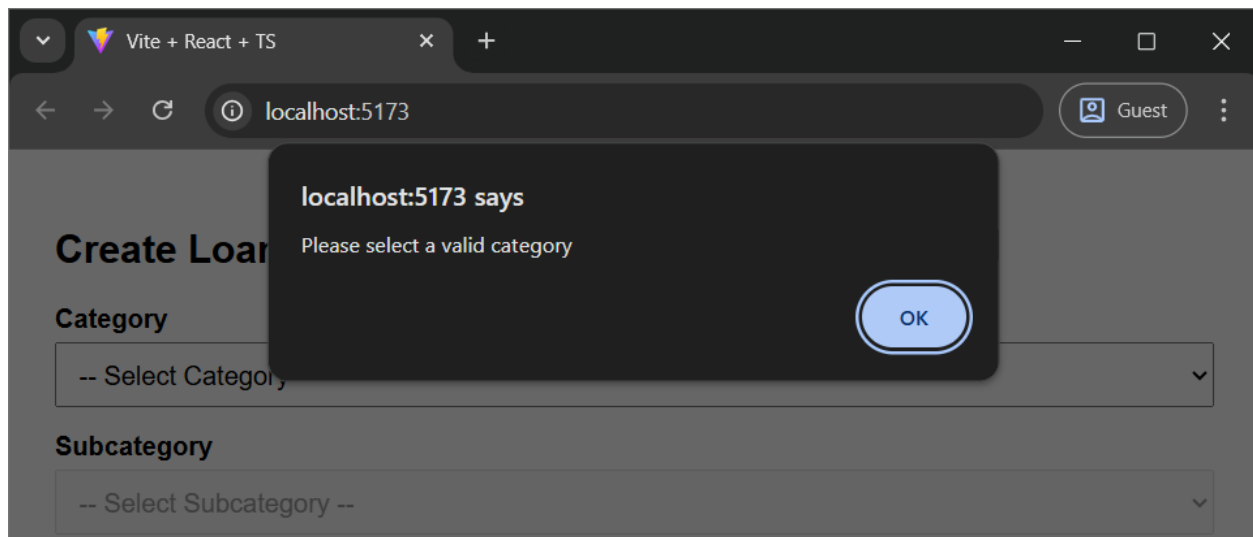 Vite + React + TS
localhost:5173
Guest
localhost:5173 says
Please select a valid category
OK
Create Loan
Category
-- Select Category
Subcategory
-- Select Subcategory --